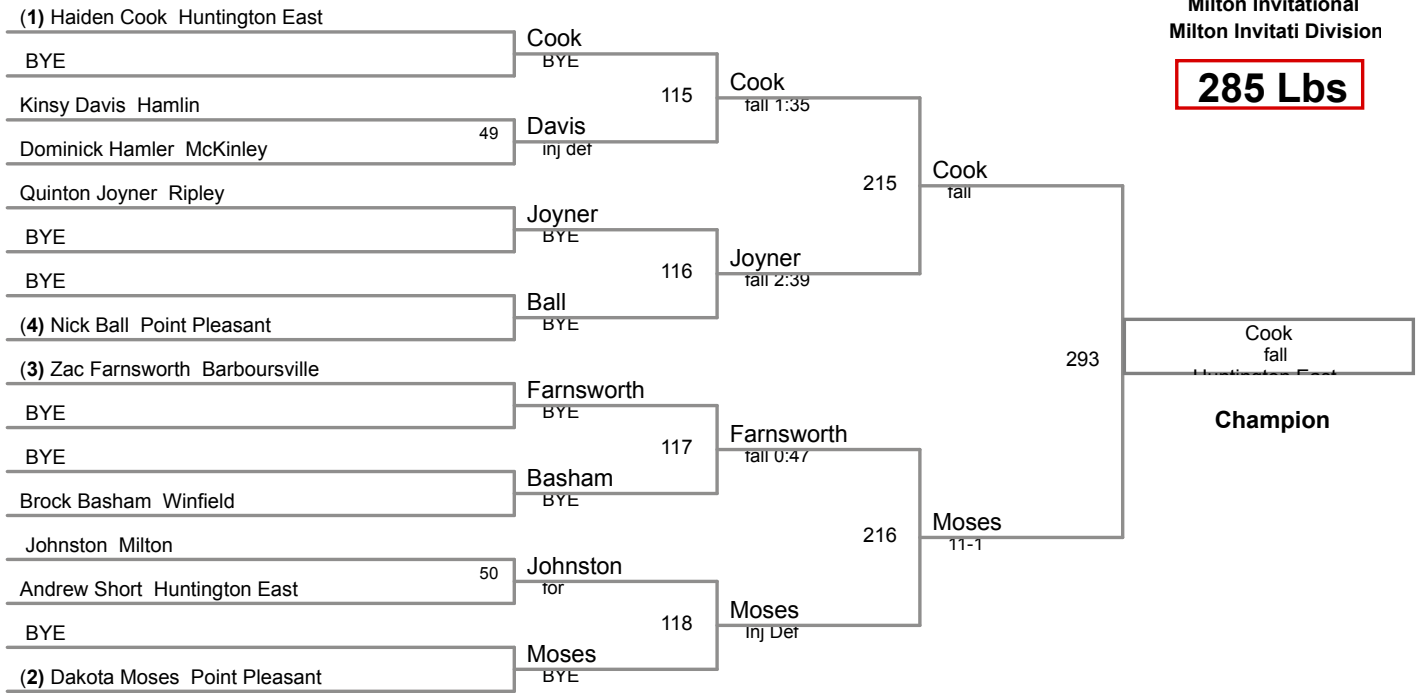 Milton Invitational
Milton Invitati Division
285 Lbs
(1) Haiden Cook Huntington East
BYE
Kinsy Davis Hamlin
Dominick Hamler McKinley
Quinton Joyner Ripley
BYE
BYE
(4) Nick Ball Point Pleasant
(3) Zac Farnsworth Barboursville
BYE
BYE
Brock Basham Winfield
Johnston Milton
Andrew Short Huntington East
BYE
(2) Dakota Moses Point Pleasant
49
50
Cook
BYE
Davis
inj def
Joyner
BYE
Ball
BYE
Farnsworth
BYE
Basham
BYE
Johnston
for
Moses
BYE
115
116
117
118
Cook
fall 1:35
Joyner
fall 2:39
Farnsworth
fall 0:47
Moses
Inj Def
215
216
Cook
fall
Moses
11-1
293
Cook
fall
Huntington East
Champion